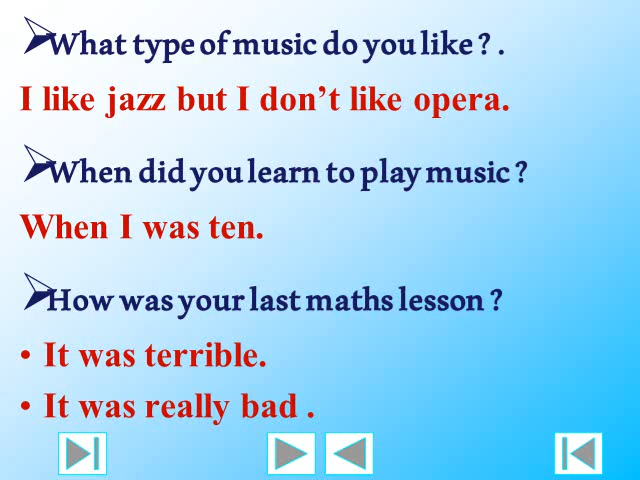 What type of music do you like ? .
I like jazz but I don’t like opera.
When did you learn to play music ?
When I was ten.
How was your last maths lesson ?
• It was terrible.
• It was really bad .